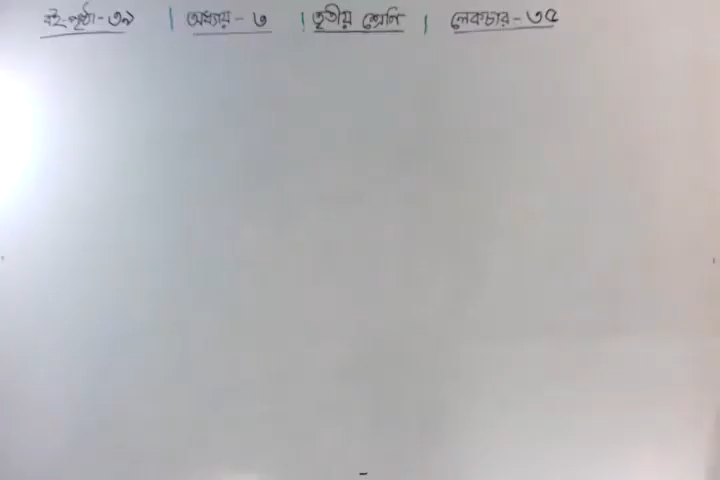 বই-পৃষ্ঠা-৩৯ | অধ্যায়-৩ | তৃতীয় শ্রেণি | লেকচার-৩৫